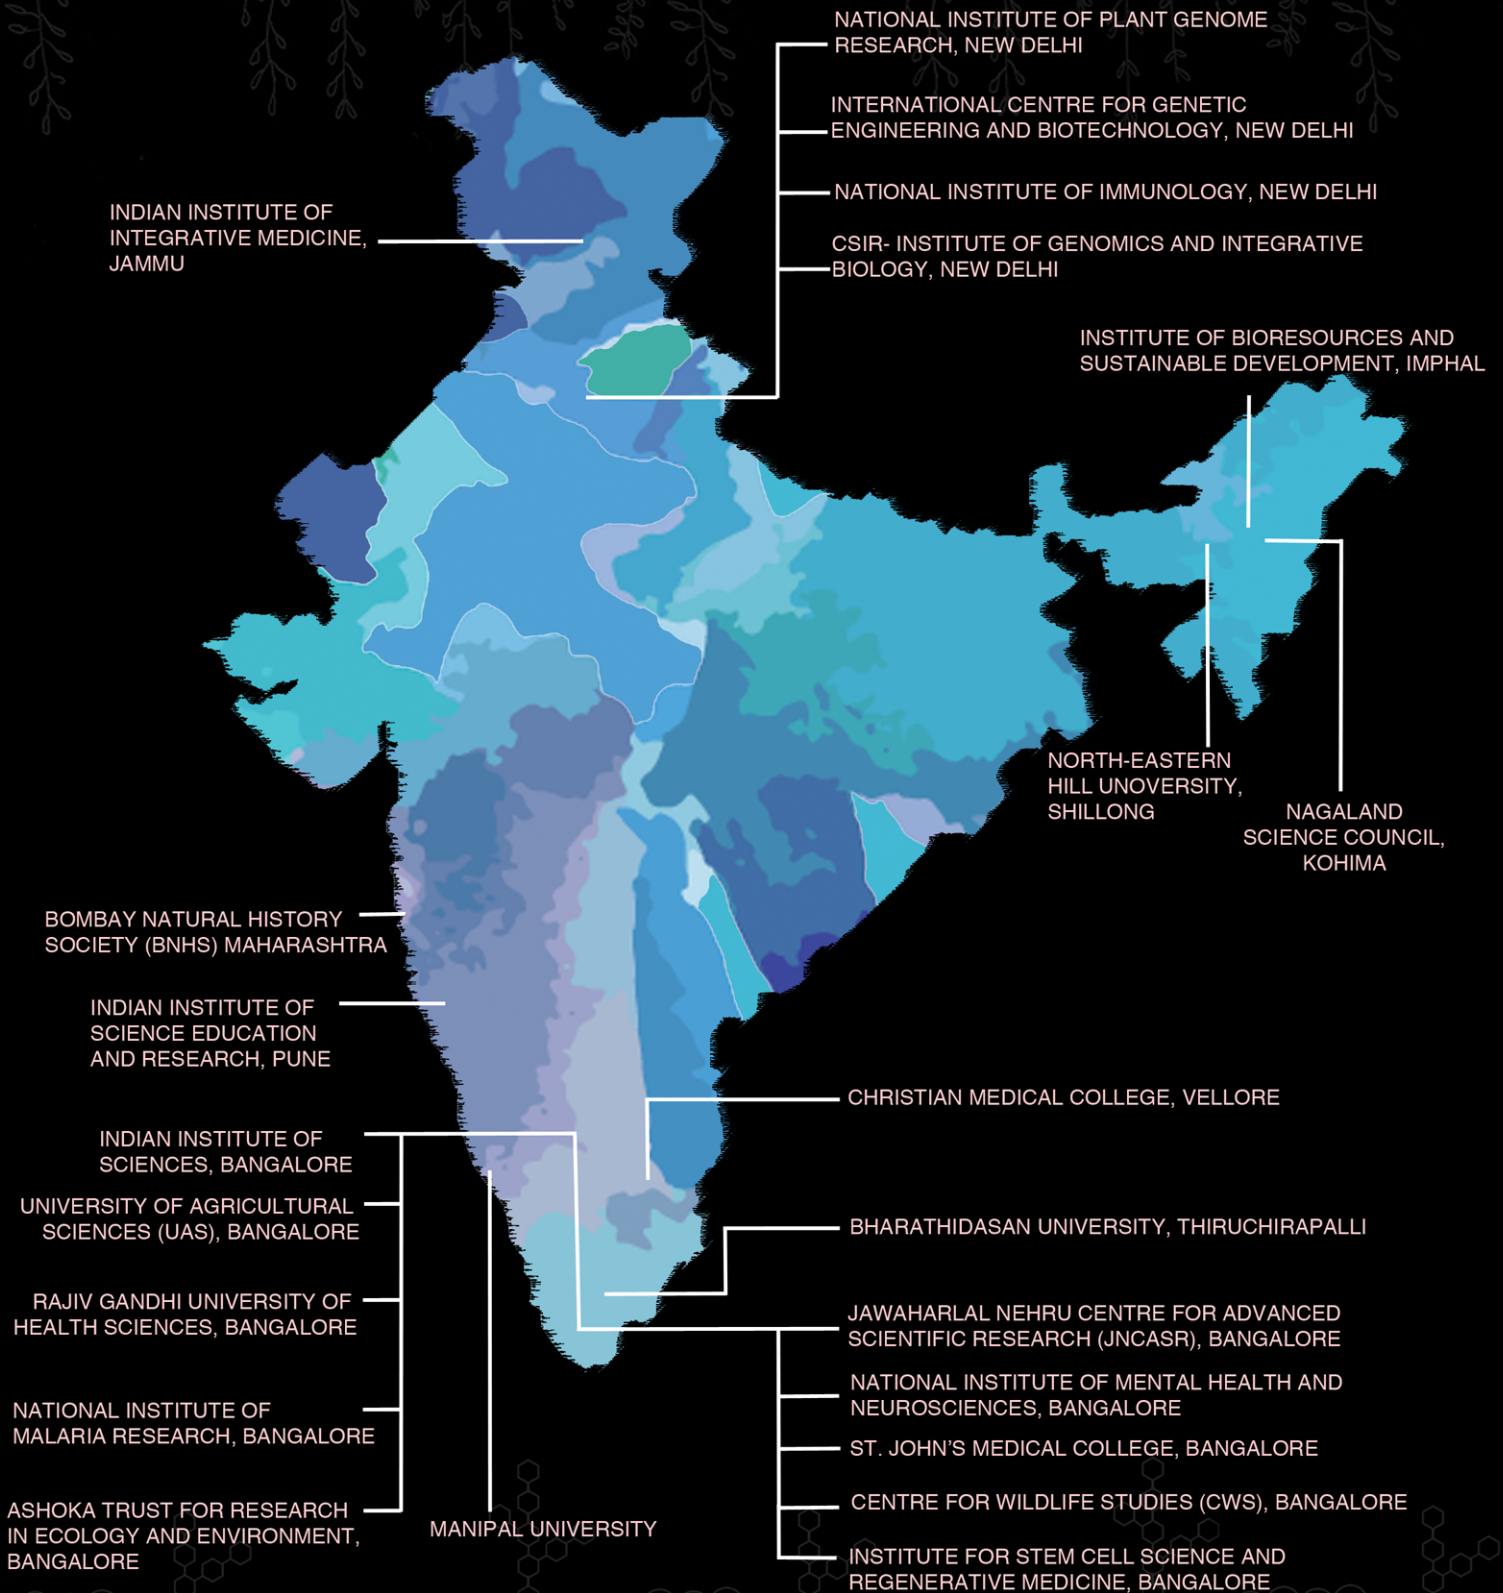 NATIONAL INSTITUTE OF PLANT GENOME
RESEARCH, NEW DELHI
INTERNATIONAL CENTRE FOR GENETIC
ENGINEERING AND BIOTECHNOLOGY, NEW DELHI
NATIONAL INSTITUTE OF IMMUNOLOGY, NEW DELHI
CSIR- INSTITUTE OF GENOMICS AND INTEGRATIVE
BIOLOGY, NEW DELHI
INDIAN INSTITUTE OF
INTEGRATIVE MEDICINE,
JAMMU
INSTITUTE OF BIORESOURCES AND
SUSTAINABLE DEVELOPMENT, IMPHAL
NORTH-EASTERN
HILL UNOVERSITY,
SHILLONG
NAGALAND
SCIENCE COUNCIL,
KOHIMA
BOMBAY NATURAL HISTORY
SOCIETY (BNHS) MAHARASHTRA
INDIAN INSTITUTE OF
SCIENCE EDUCATION
AND RESEARCH, PUNE
INDIAN INSTITUTE OF
SCIENCES, BANGALORE
UNIVERSITY OF AGRICULTURAL
SCIENCES (UAS), BANGALORE
RAJIV GANDHI UNIVERSITY OF
HEALTH SCIENCES, BANGALORE
NATIONAL INSTITUTE OF
MALARIA RESEARCH, BANGALORE
ASHOKA TRUST FOR RESEARCH
IN ECOLOGY AND ENVIRONMENT,
BANGALORE
MANIPAL UNIVERSITY
CHRISTIAN MEDICAL COLLEGE, VELLORE
BHARATHIDASAN UNIVERSITY, THIRUCHIRAPALLI
JAWAHARLAL NEHRU CENTRE FOR ADVANCED
SCIENTIFIC RESEARCH (JNCASR), BANGALORE
NATIONAL INSTITUTE OF MENTAL HEALTH AND
NEUROSCIENCES, BANGALORE
ST. JOHN'S MEDICAL COLLEGE, BANGALORE
CENTRE FOR WILDLIFE STUDIES (CWS), BANGALORE
INSTITUTE FOR STEM CELL SCIENCE AND
REGENERATIVE MEDICINE, BANGALORE